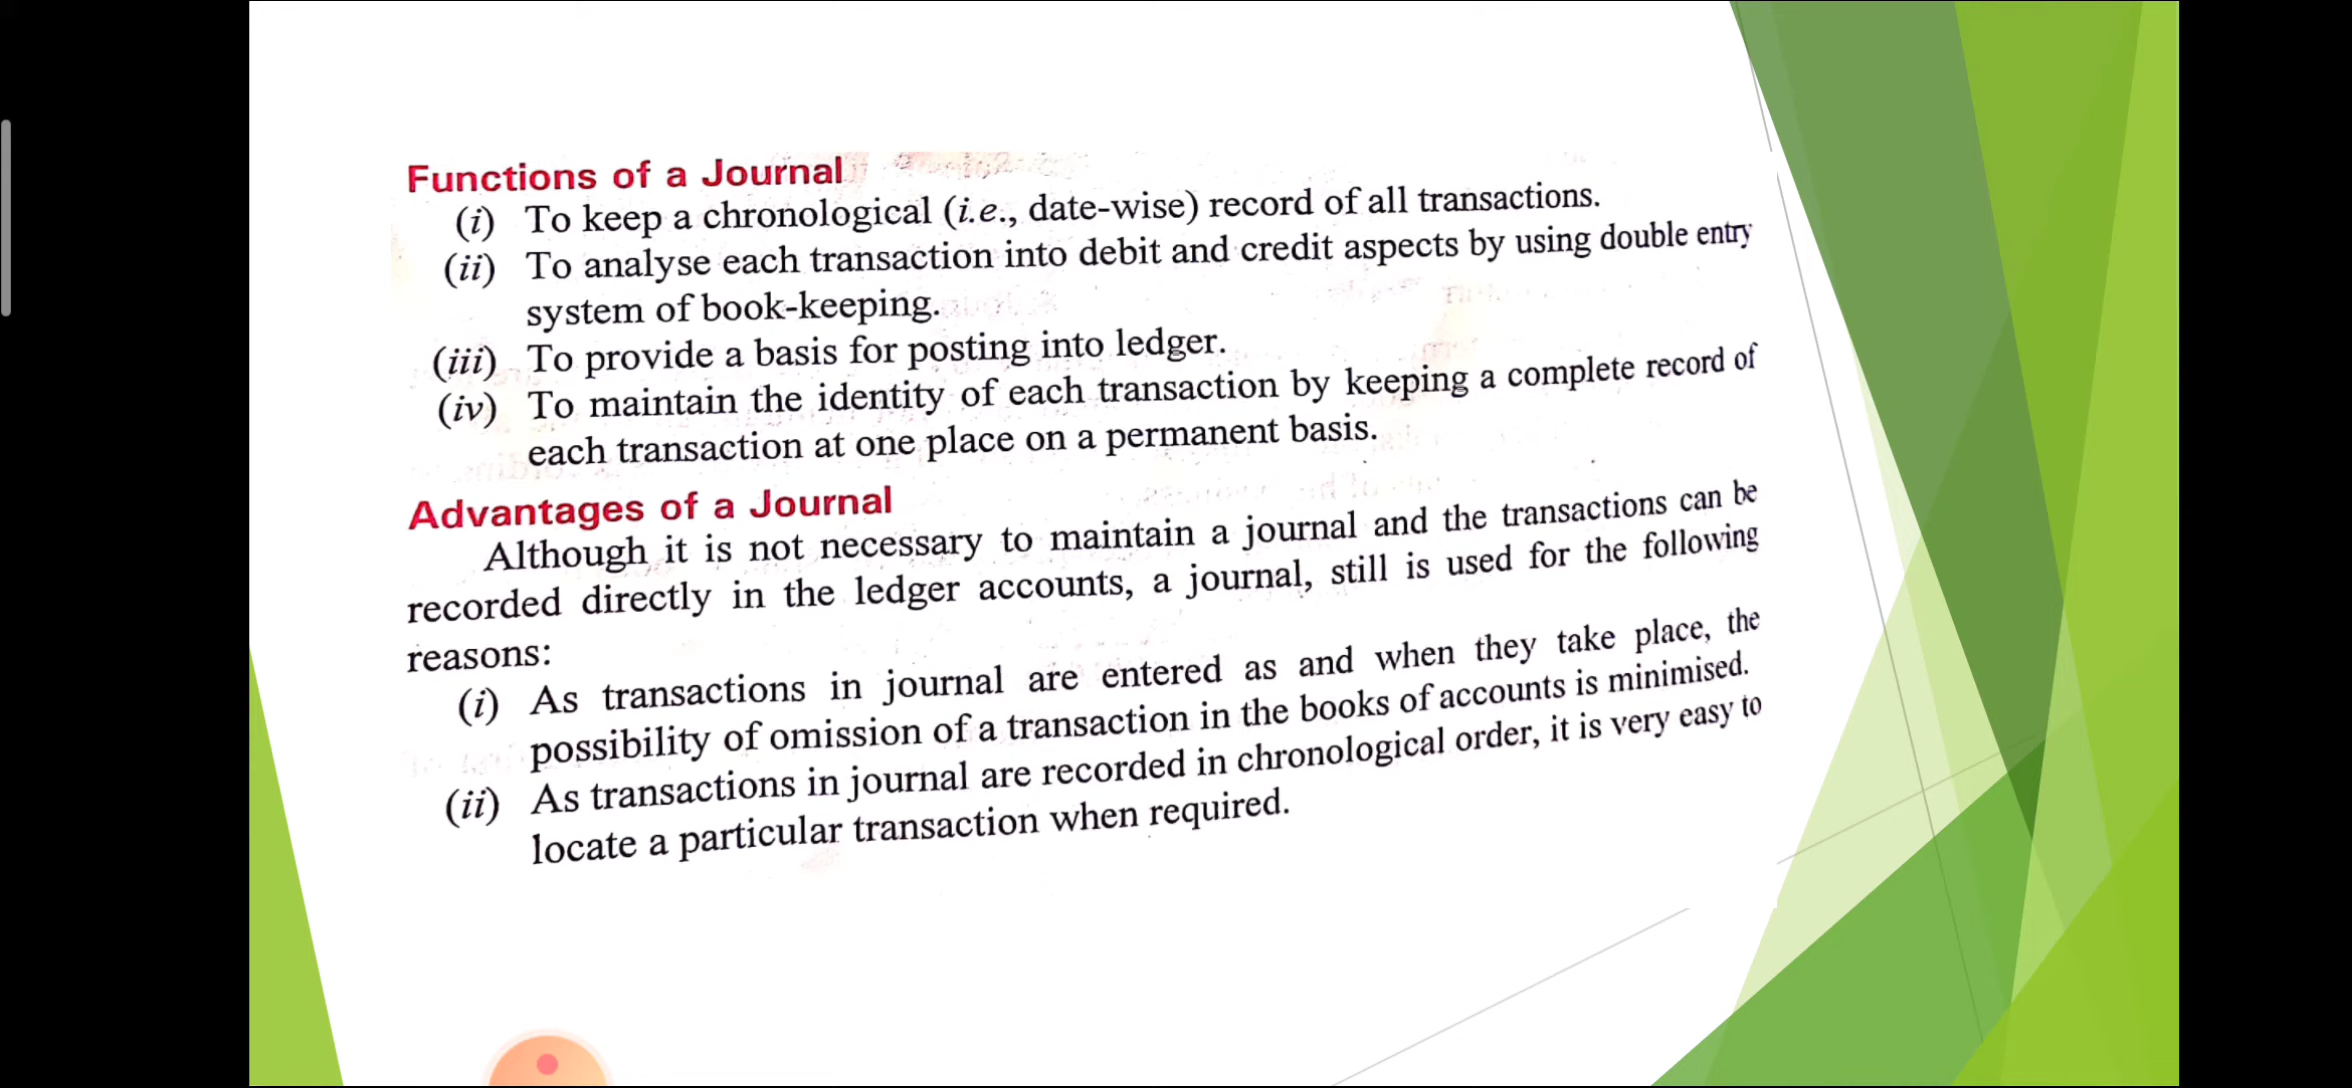 Functions of a Journal
(i) To keep a chronological (i.e., date-wise) record of all transactions.
(ii) To analyse each transaction into debit and credit aspects by using double entry
system of book-keeping.
(iii) To provide a basis for posting into ledger.
(iv) To maintain the identity of each transaction by keeping a complete record of
each transaction at one place on a permanent basis.
Advantages of a Journal
Although it is not necessary to maintain a journal and the transactions can be
recorded directly in the ledger accounts, a journal, still is used for the following
reasons:
(i) As transactions in journal are entered as and when they take place, the
possibility of omission of a transaction in the books of accounts is minimised.
(ii) As transactions in journal are recorded in chronological order, it is very easy to
locate a particular transaction when required.